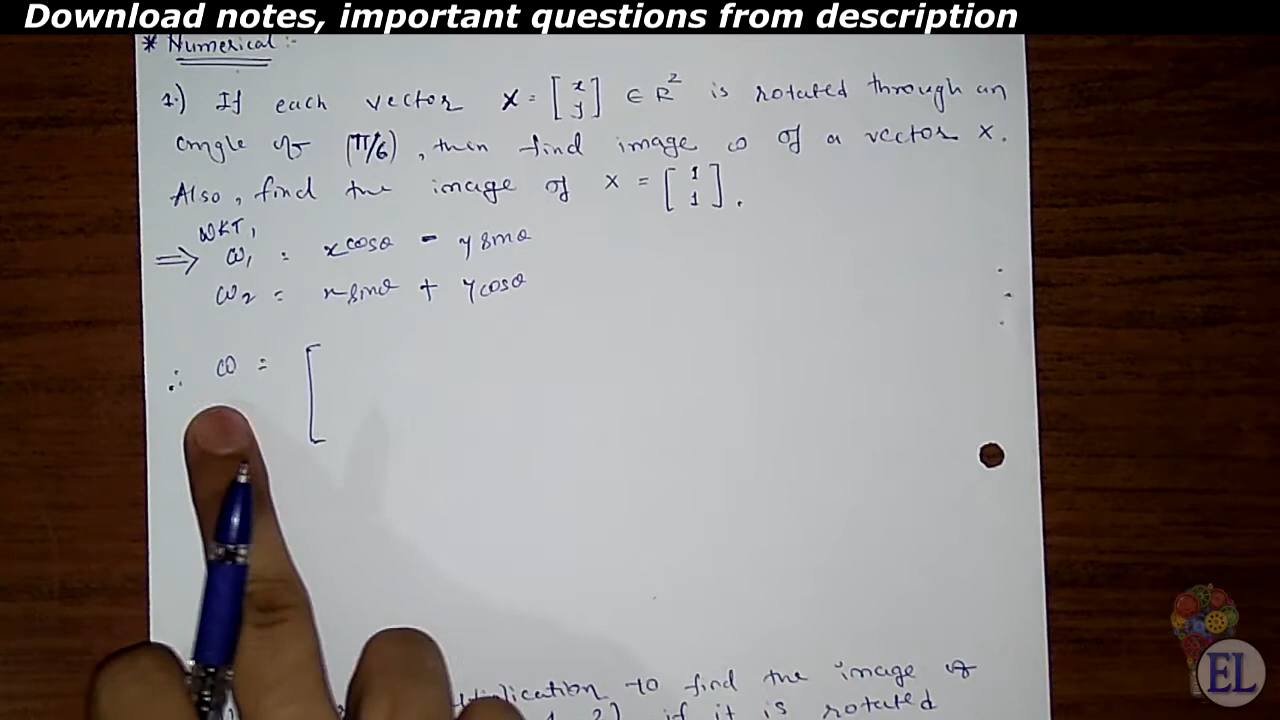 Download notes, important questions from description
* Numerical :-
1.) If each vector X = [x y] ∈ R² is rotated through an
angle of (π/6), then find image ω of a vector X.
Also, find the image of X = [1 1].
WKT,
⇒ ω₁ = x cosθ - y sinθ
ω₂ = x sinθ + y cosθ
∴ ω = [
to find the image of
if it is rotated
EL